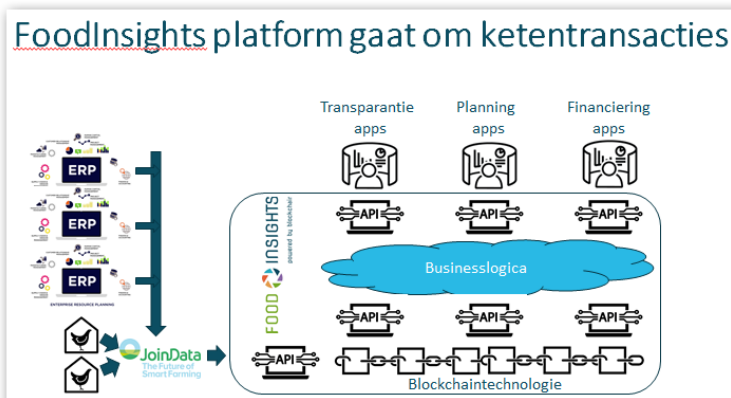 FoodInsights platform gaat om ketentransacties
Transparantie
apps
Planning
apps
Financiering
apps
ERP
ERP
ERP
ENTERPRISE RESOURCE PLANNING
JoinData
The Future of
Smart Farming
FOOD INSIGHTS
powered by blockchain
API
API
API
Businesslogica
API
API
API
API
Blockchaintechnologie